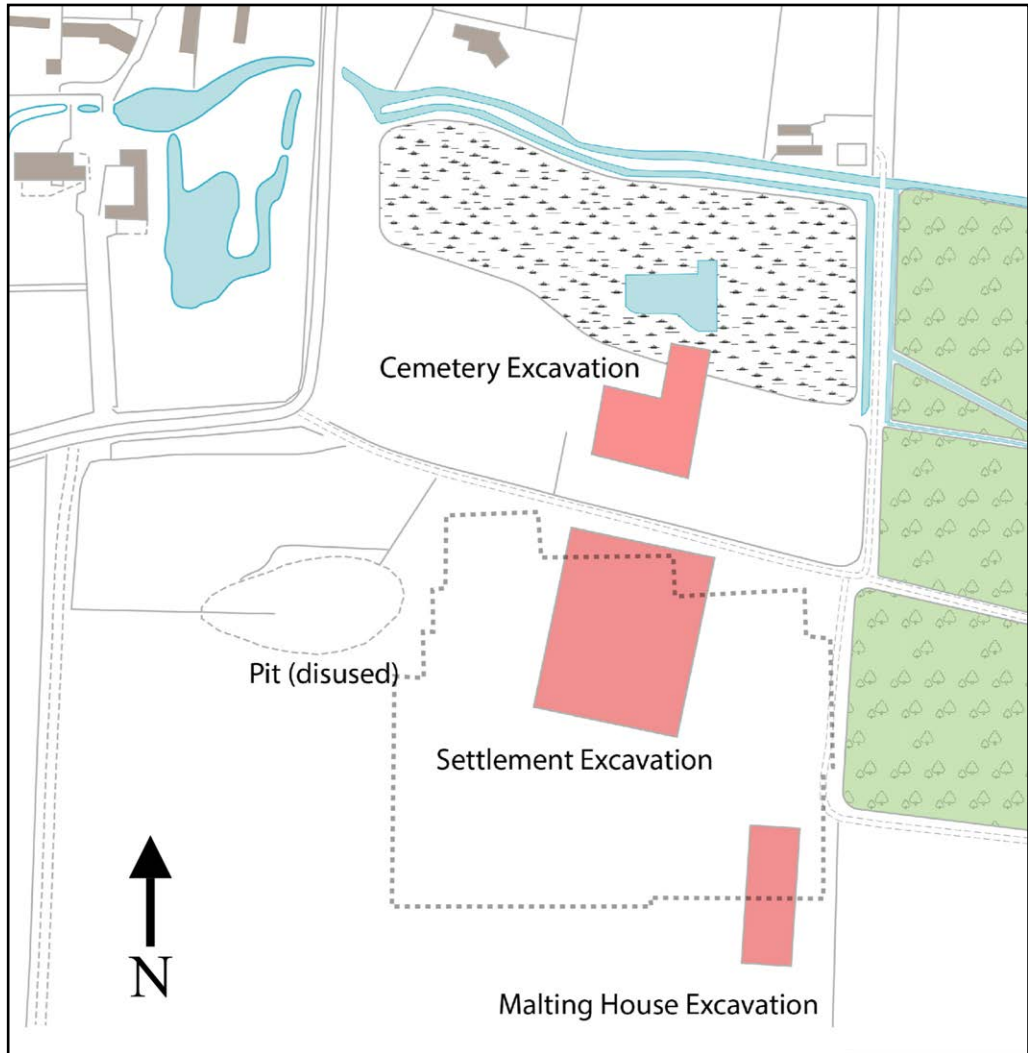 Cemetery Excavation
Pit (disused)
Settlement Excavation
N
Malting House Excavation